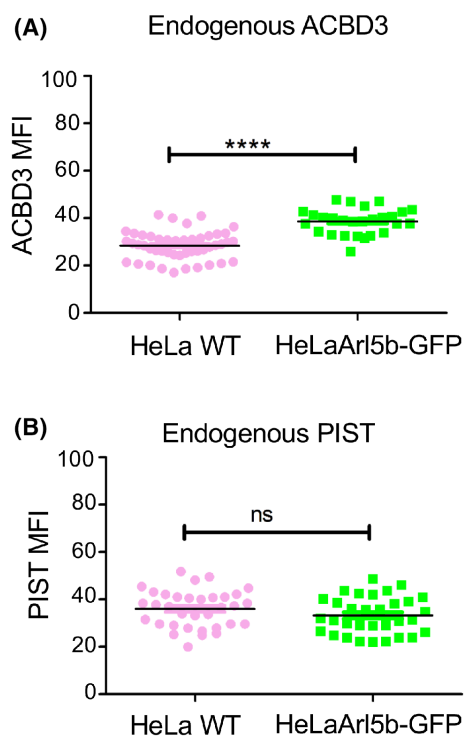 (A)
Endogenous ACBD3
100
80
60
40
20
0
ACBD3 MFI
****
HeLa WT
HeLaArl5b-GFP
(B)
Endogenous PIST
100
80
60
40
20
0
PIST MFI
ns
HeLa WT
HeLaArl5b-GFP